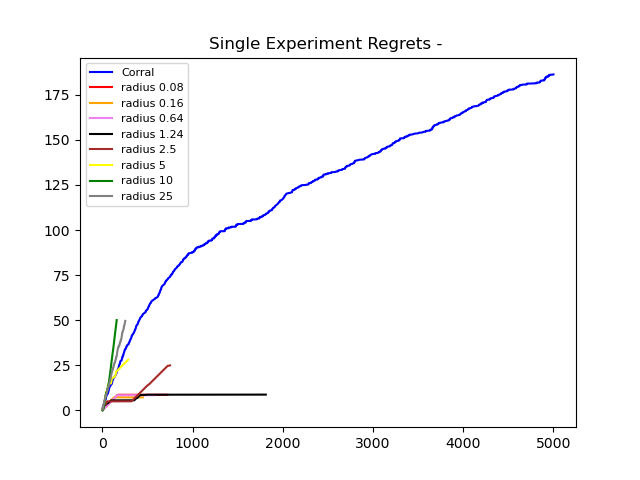 Single Experiment Regrets -
Corral
radius 0.08
radius 0.16
radius 0.64
radius 1.24
radius 2.5
radius 5
radius 10
radius 25
175
150
125
100
75
50
25
0
0 1000 2000 3000 4000 5000